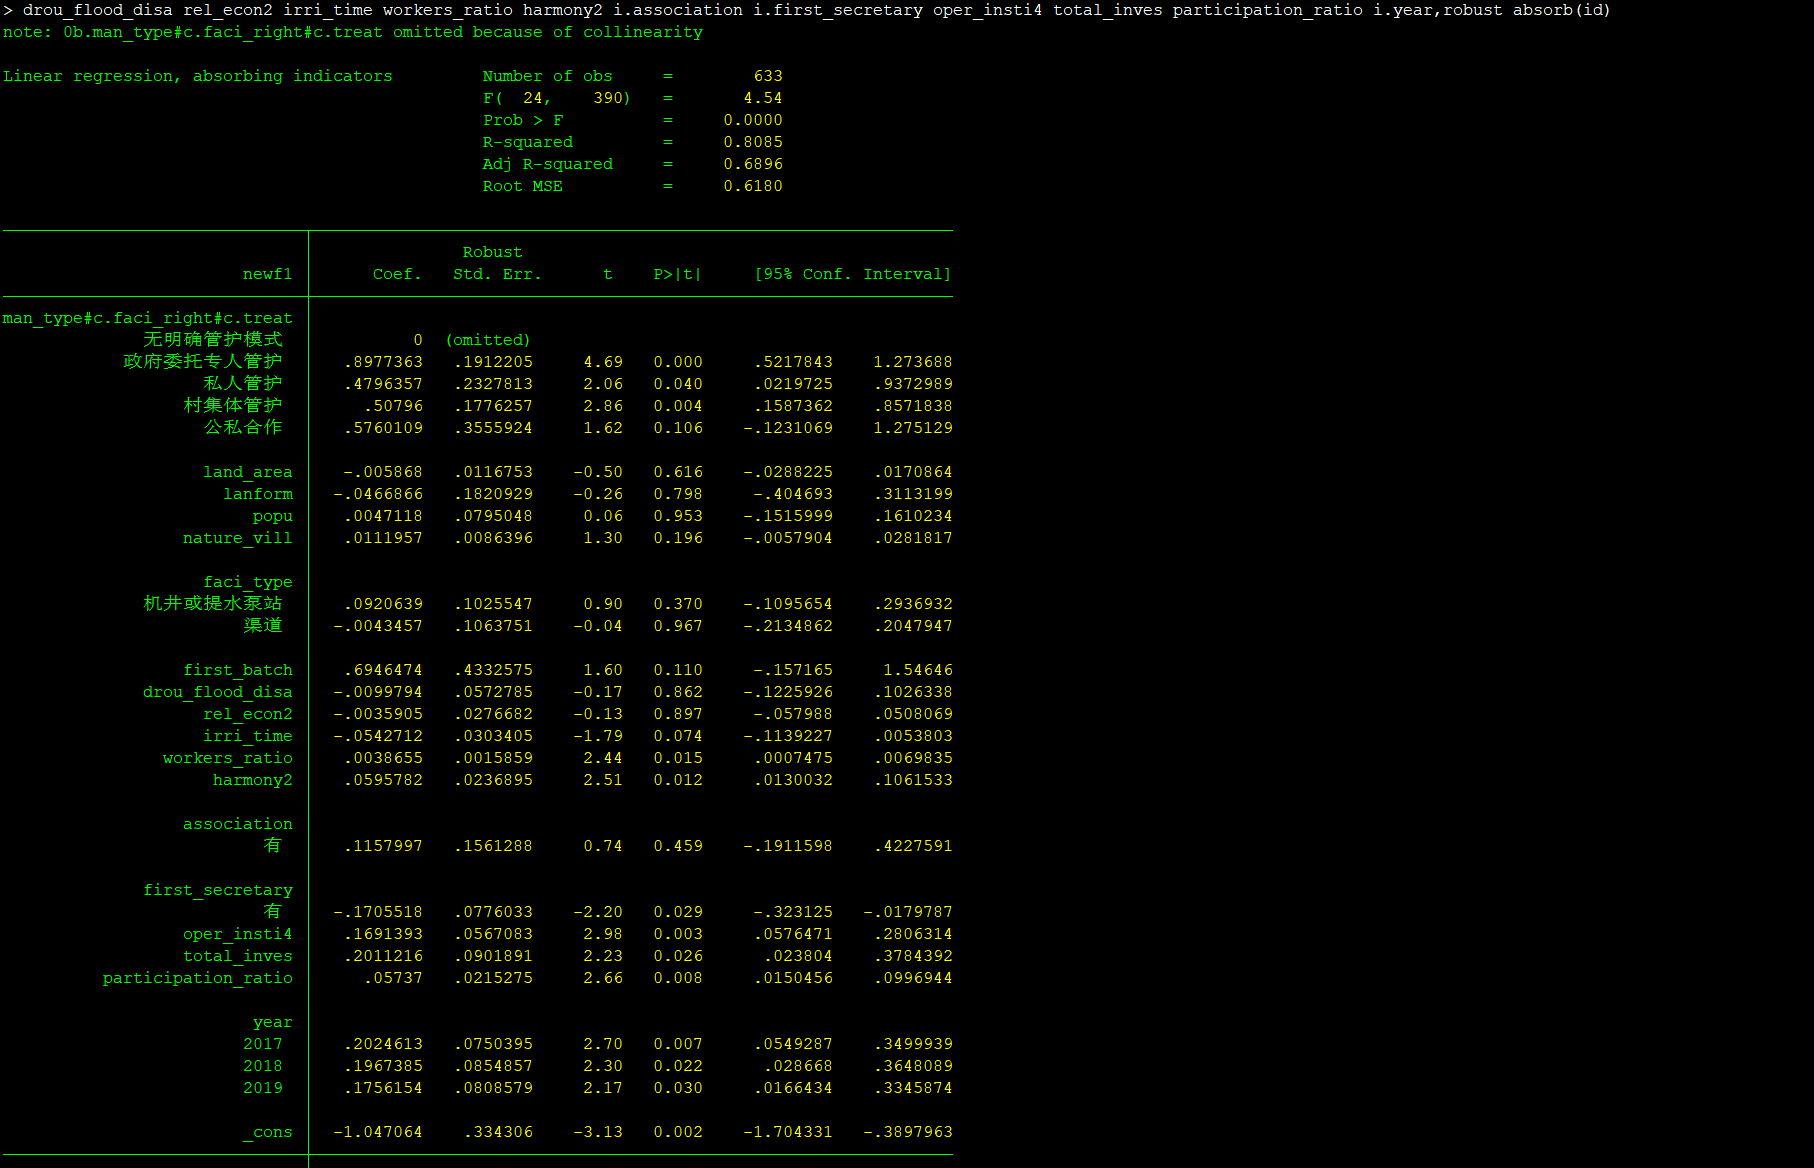 > drou_flood_disa rel_econ2 irri_time workers_ratio harmony2 i.association i.first_secretary oper_insti4 total_inves participation_ratio i.year,robust absorb(id)
note: 0b.man_type#c.faci_right#c.treat omitted because of collinearity
Linear regression, absorbing indicators Number of obs = 633
F( 24, 390) = 4.54
Prob > F = 0.0000
R-squared = 0.8085
Adj R-squared = 0.6896
Root MSE = 0.6180
Robust
newf1 Coef. Std. Err. t P>|t| [95% Conf. Interval]
man_type#c.faci_right#c.treat
无明确管护模式 0 (omitted)
政府委托专人管护 .8977363 .1912205 4.69 0.000 .5217843 1.273688
私人管护 .4796357 .2327813 2.06 0.040 .0219725 .9372989
村集体管护 .50796 .1776257 2.86 0.004 .1587362 .8571838
公私合作 .5760109 .3555924 1.62 0.106 -.1231069 1.275129
land_area -.005868 .0116753 -0.50 0.616 -.0288225 .0170864
lanform -.0466866 .1820929 -0.26 0.798 -.404693 .3113199
popu .0047118 .0795048 0.06 0.953 -.1515999 .1610234
nature_vill .0111957 .0086396 1.30 0.196 -.0057904 .0281817
faci_type
机井或提水泵站 .0920639 .1025547 0.90 0.370 -.1095654 .2936932
渠道 -.0043457 .1063751 -0.04 0.967 -.2134862 .2047947
first_batch .6946474 .4332575 1.60 0.110 -.157165 1.54646
drou_flood_disa -.0099794 .0572785 -0.17 0.862 -.1225926 .1026338
rel_econ2 -.0035905 .0276682 -0.13 0.897 -.057988 .0508069
irri_time -.0542712 .0303405 -1.79 0.074 -.1139227 .0053803
workers_ratio .0038655 .0015859 2.44 0.015 .0007475 .0069835
harmony2 .0595782 .0236895 2.51 0.012 .0130032 .1061533
association
有 .1157997 .1561288 0.74 0.459 -.1911598 .4227591
first_secretary
有 -.1705518 .0776033 -2.20 0.029 -.323125 -.0179787
oper_insti4 .1691393 .0567083 2.98 0.003 .0576471 .2806314
total_inves .2011216 .0901891 2.23 0.026 .023804 .3784392
participation_ratio .05737 .0215275 2.66 0.008 .0150456 .0996944
year
2017 .2024613 .0750395 2.70 0.007 .0549287 .3499939
2018 .1967385 .0854857 2.30 0.022 .028668 .3648089
2019 .1756154 .0808579 2.17 0.030 .0166434 .3345874
_cons -1.047064 .334306 -3.13 0.002 -1.704331 -.3897963